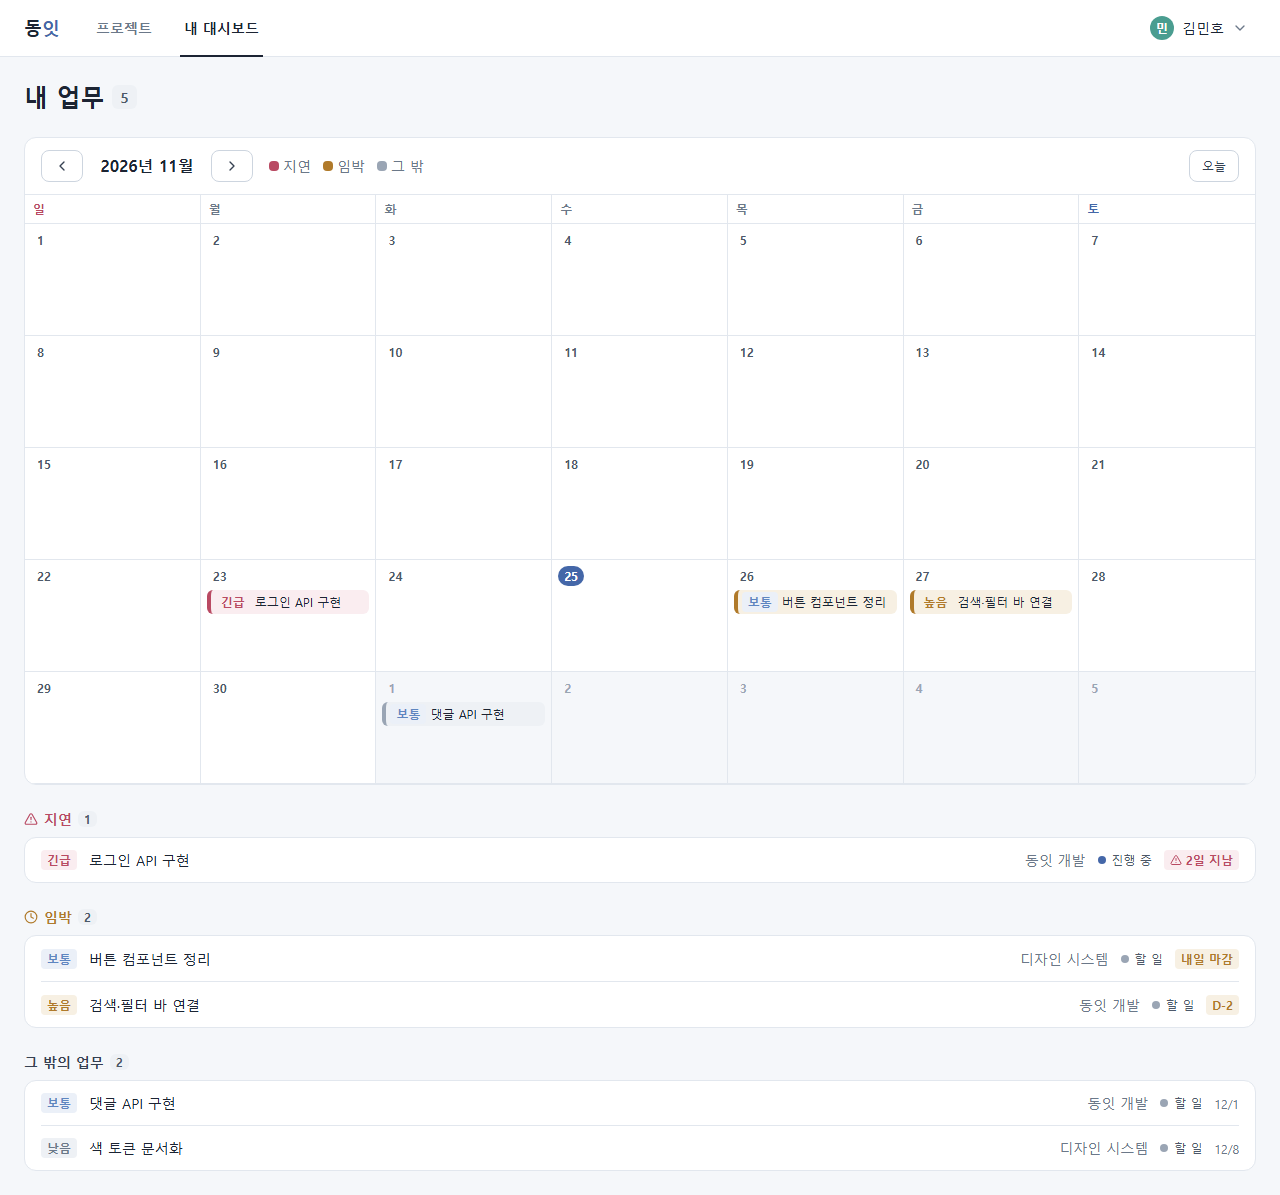 동잇 프로젝트 내 대시보드 민 김민호
내 업무 5
2026년 11월 지연 임박 그 밖 오늘
일 월 화 수 목 금 토
1 2 3 4 5 6 7
8 9 10 11 12 13 14
15 16 17 18 19 20 21
22 23 24 25 26 27 28
긴급 로그인 API 구현 보통 버튼 컴포넌트 정리 높음 검색·필터 바 연결
29 30 1 2 3 4 5
보통 댓글 API 구현
지연 1
긴급 로그인 API 구현 동잇 개발 진행 중 2일 지남
임박 2
보통 버튼 컴포넌트 정리 디자인 시스템 할 일 내일 마감
높음 검색·필터 바 연결 동잇 개발 할 일 D-2
그 밖의 업무 2
보통 댓글 API 구현 동잇 개발 할 일 12/1
낮음 색 토큰 문서화 디자인 시스템 할 일 12/8